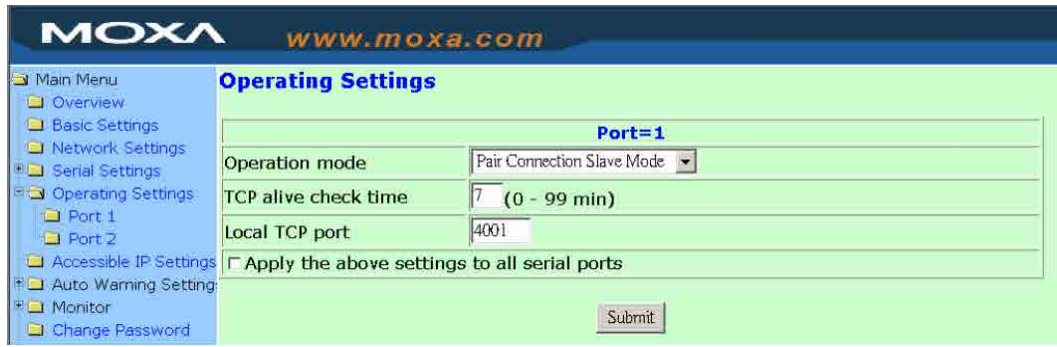 MOXA www.moxa.com
Main Menu
Overview
Basic Settings
Network Settings
Serial Settings
Operating Settings
Port 1
Port 2
Accessible IP Settings
Auto Warning Setting
Monitor
Change Password
Operating Settings
Port=1
Operation mode Pair Connection Slave Mode
TCP alive check time 7 (0 - 99 min)
Local TCP port 4001
Apply the above settings to all serial ports
Submit